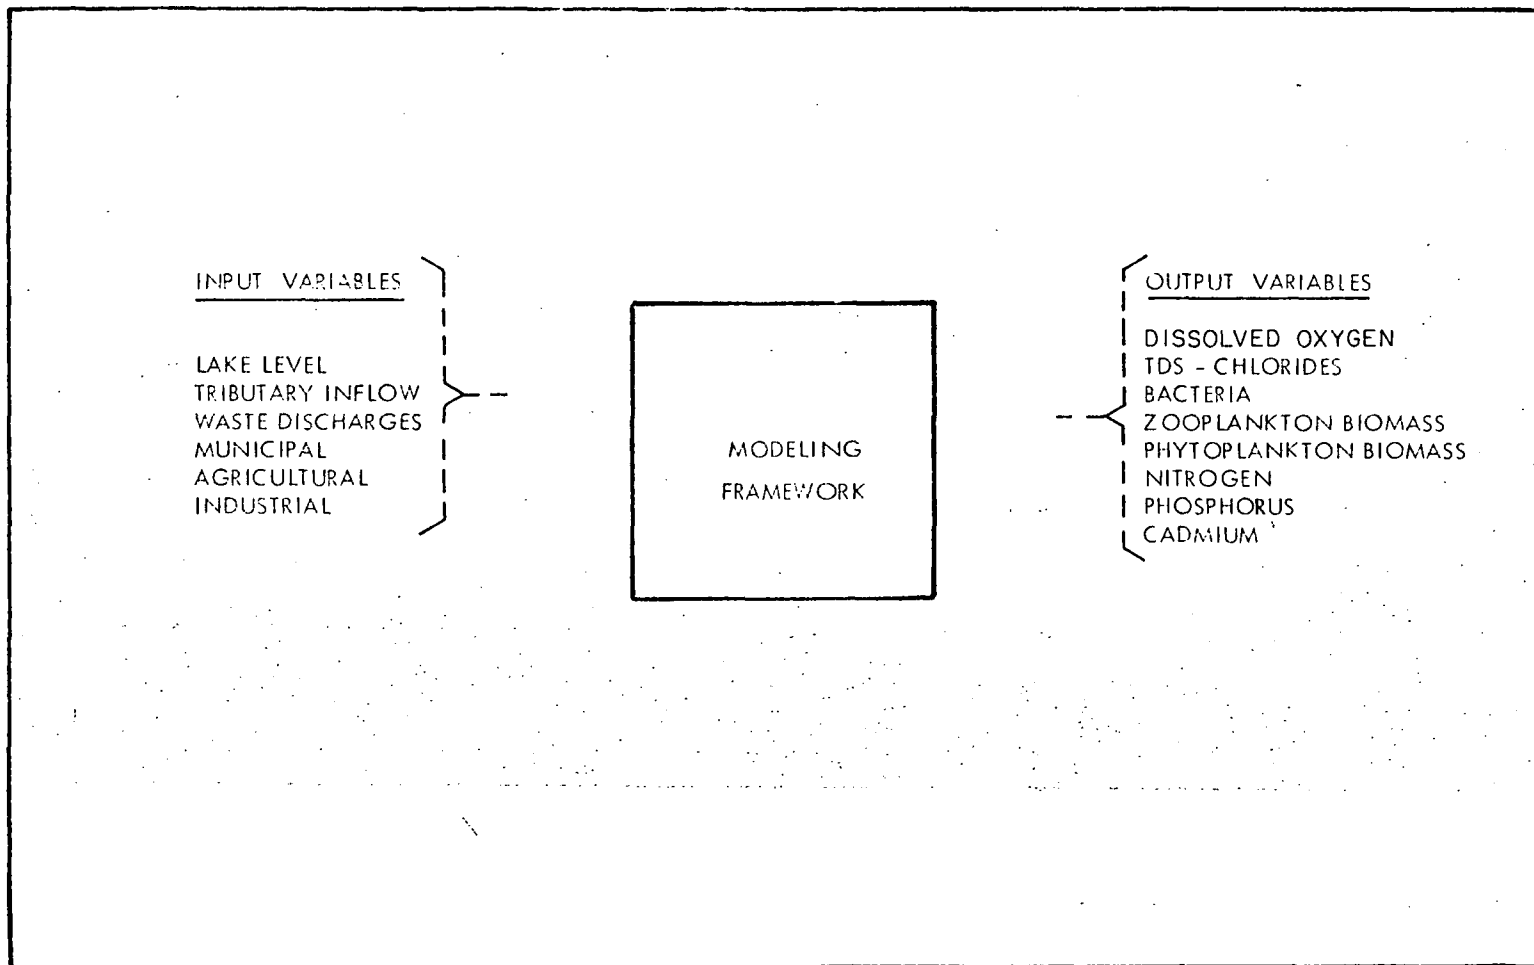 INPUT VARIABLES
LAKE LEVEL
TRIBUTARY INFLOW
WASTE DISCHARGES
MUNICIPAL
AGRICULTURAL
INDUSTRIAL
MODELING
FRAMEWORK
OUTPUT VARIABLES
DISSOLVED OXYGEN
TDS - CHLORIDES
BACTERIA
ZOOPLANKTON BIOMASS
PHYTOPLANKTON BIOMASS
NITROGEN
PHOSPHORUS
CADMIUM